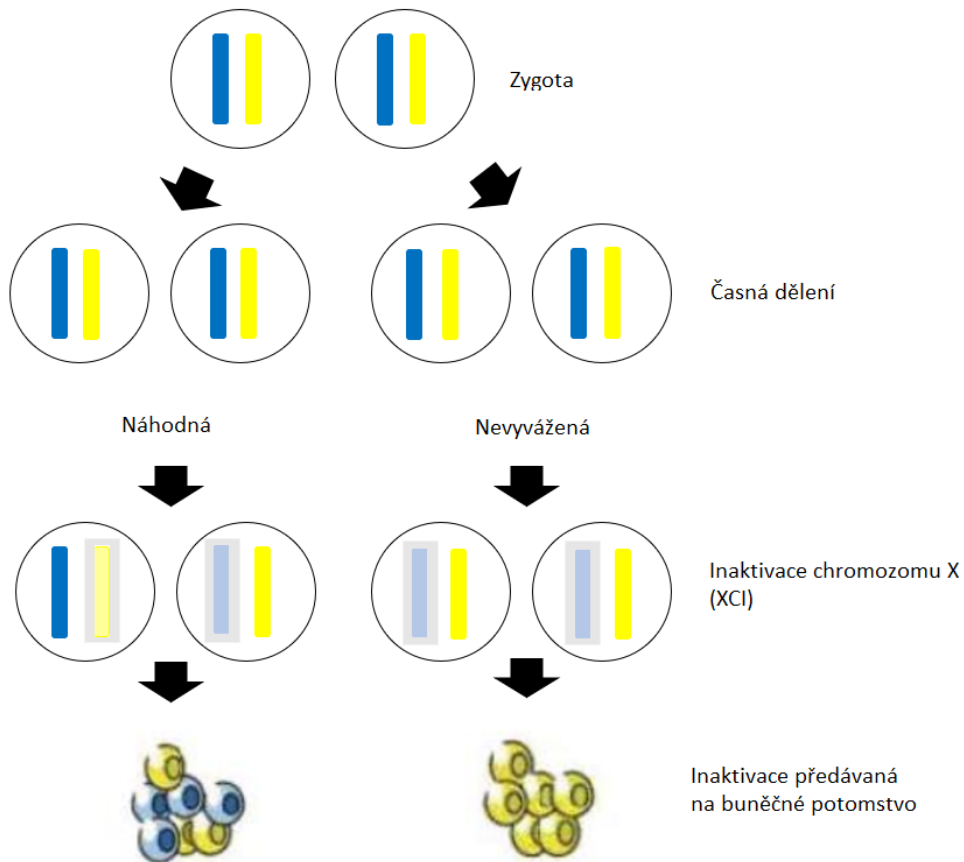 Zygota
Časná dělení
Náhodná
Nevyvážená
Inaktivace chromozomu X
(XCI)
Inaktivace předávaná
na buněčné potomstvo